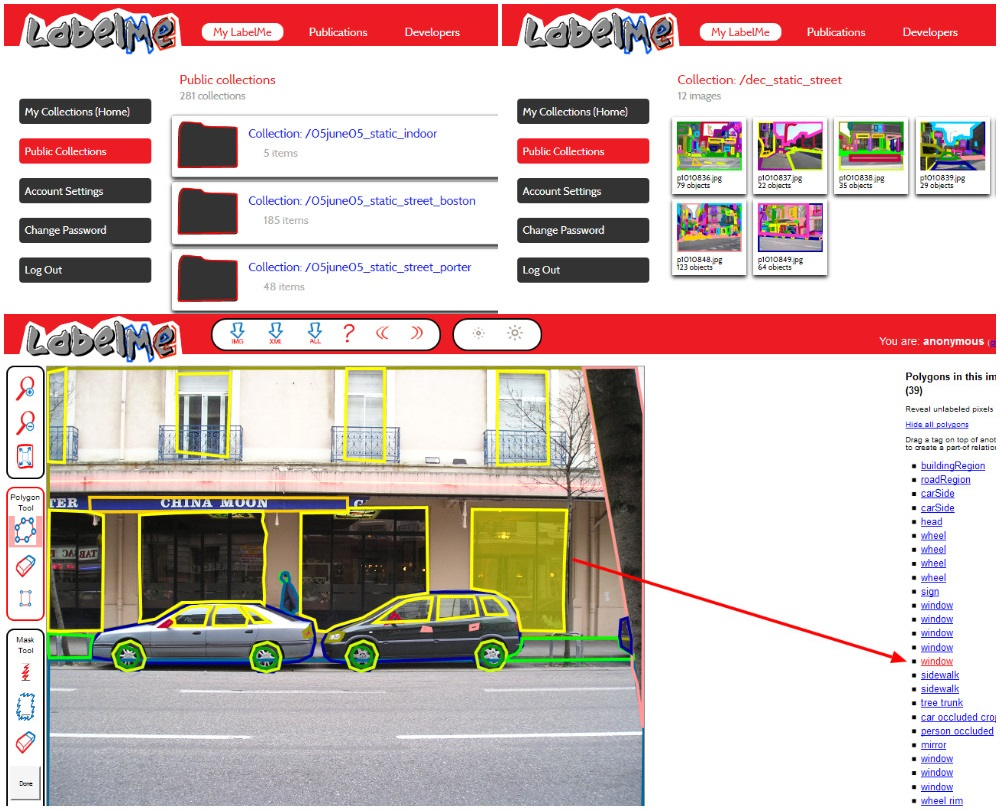 LabelMe
My LabelMe
Publications
Developers
Public collections
281 collections
My Collections (Home)
Public Collections
Account Settings
Change Password
Log Out
Collection: /05june05_static_indoor
5 items
Collection: /05june05_static_street_boston
185 items
Collection: /05june05_static_street_porter
48 items
LabelMe
My LabelMe
Publications
Developers
Collection: /dec_static_street
12 images
My Collections (Home)
Public Collections
Account Settings
Change Password
Log Out
p1010836.jpg
79 objects
p1010837.jpg
22 objects
p1010838.jpg
35 objects
p1010839.jpg
29 objects
p1010848.jpg
123 objects
p1010849.jpg
64 objects
LabelMe
IMG
XML
ALL
?
You are: anonymous
Polygon
Tool
Mask
Tool
Done
TER
CHINA MOON
C
TABAC
Polygons in this im
(39)
Reveal unlabeled pixels
Hide all polygons
Drag a tag on top of anot
to create a part-of relatio
buildingRegion
roadRegion
carSide
carSide
head
wheel
wheel
wheel
wheel
sign
window
window
window
window
window
sidewalk
sidewalk
tree trunk
car occluded crop
person occluded
mirror
window
window
window
wheel rim